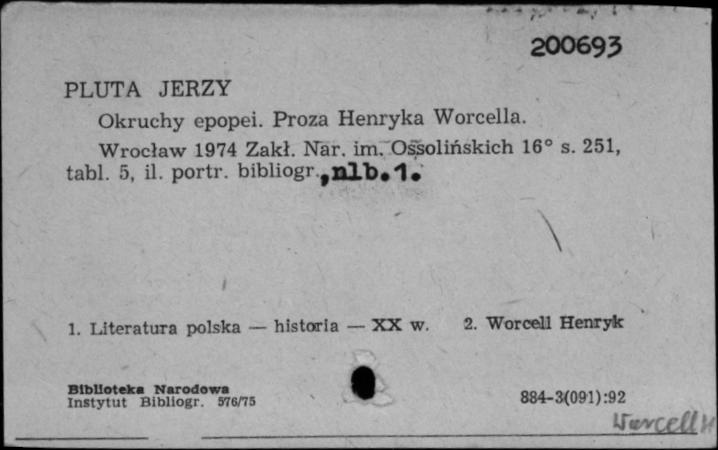 200693
PLUTA JERZY
Okruchy epopei. Proza Henryka Worcella.
Wrocław 1974 Zakł. Nar. im. Ossolińskich 16° s. 251,
tabl. 5, il. portr. bibliogr., nlb.1.
1. Literatura polska — historia — XX w. 2. Worcell Henryk
Biblioteka Narodowa
Instytut Bibliogr. 576/75
884-3(091):92
Worcell H